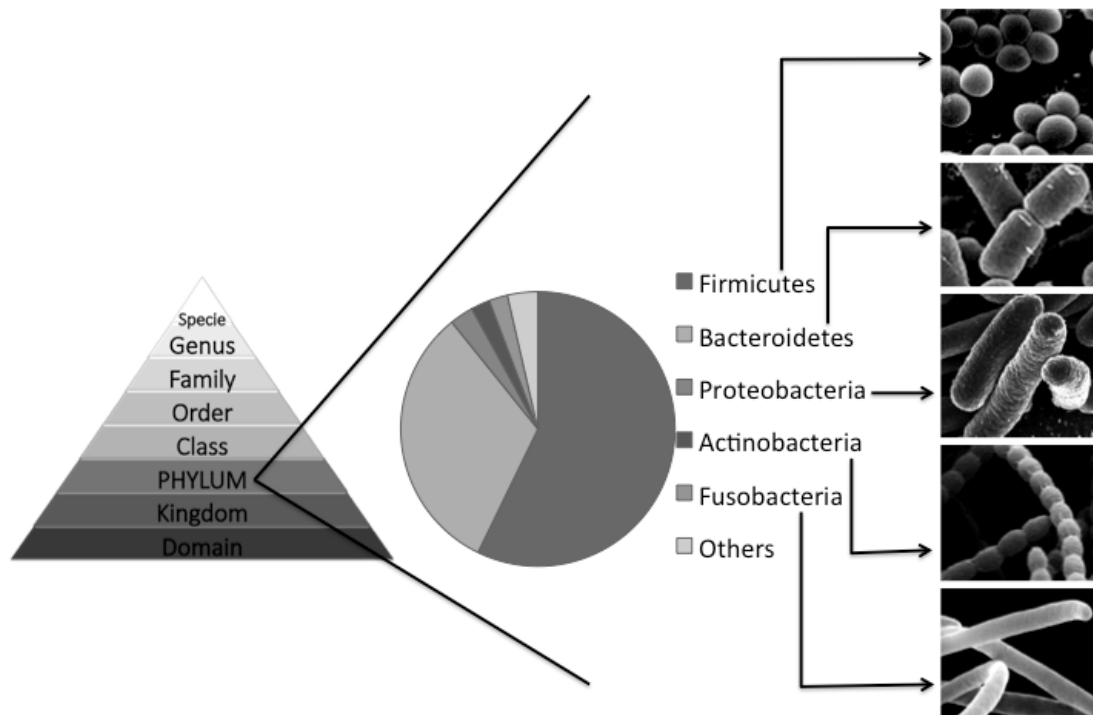 Specie
Genus
Family
Order
Class
PHYLUM
Kingdom
Domain
Firmicutes
Bacteroidetes
Proteobacteria
Actinobacteria
Fusobacteria
Others